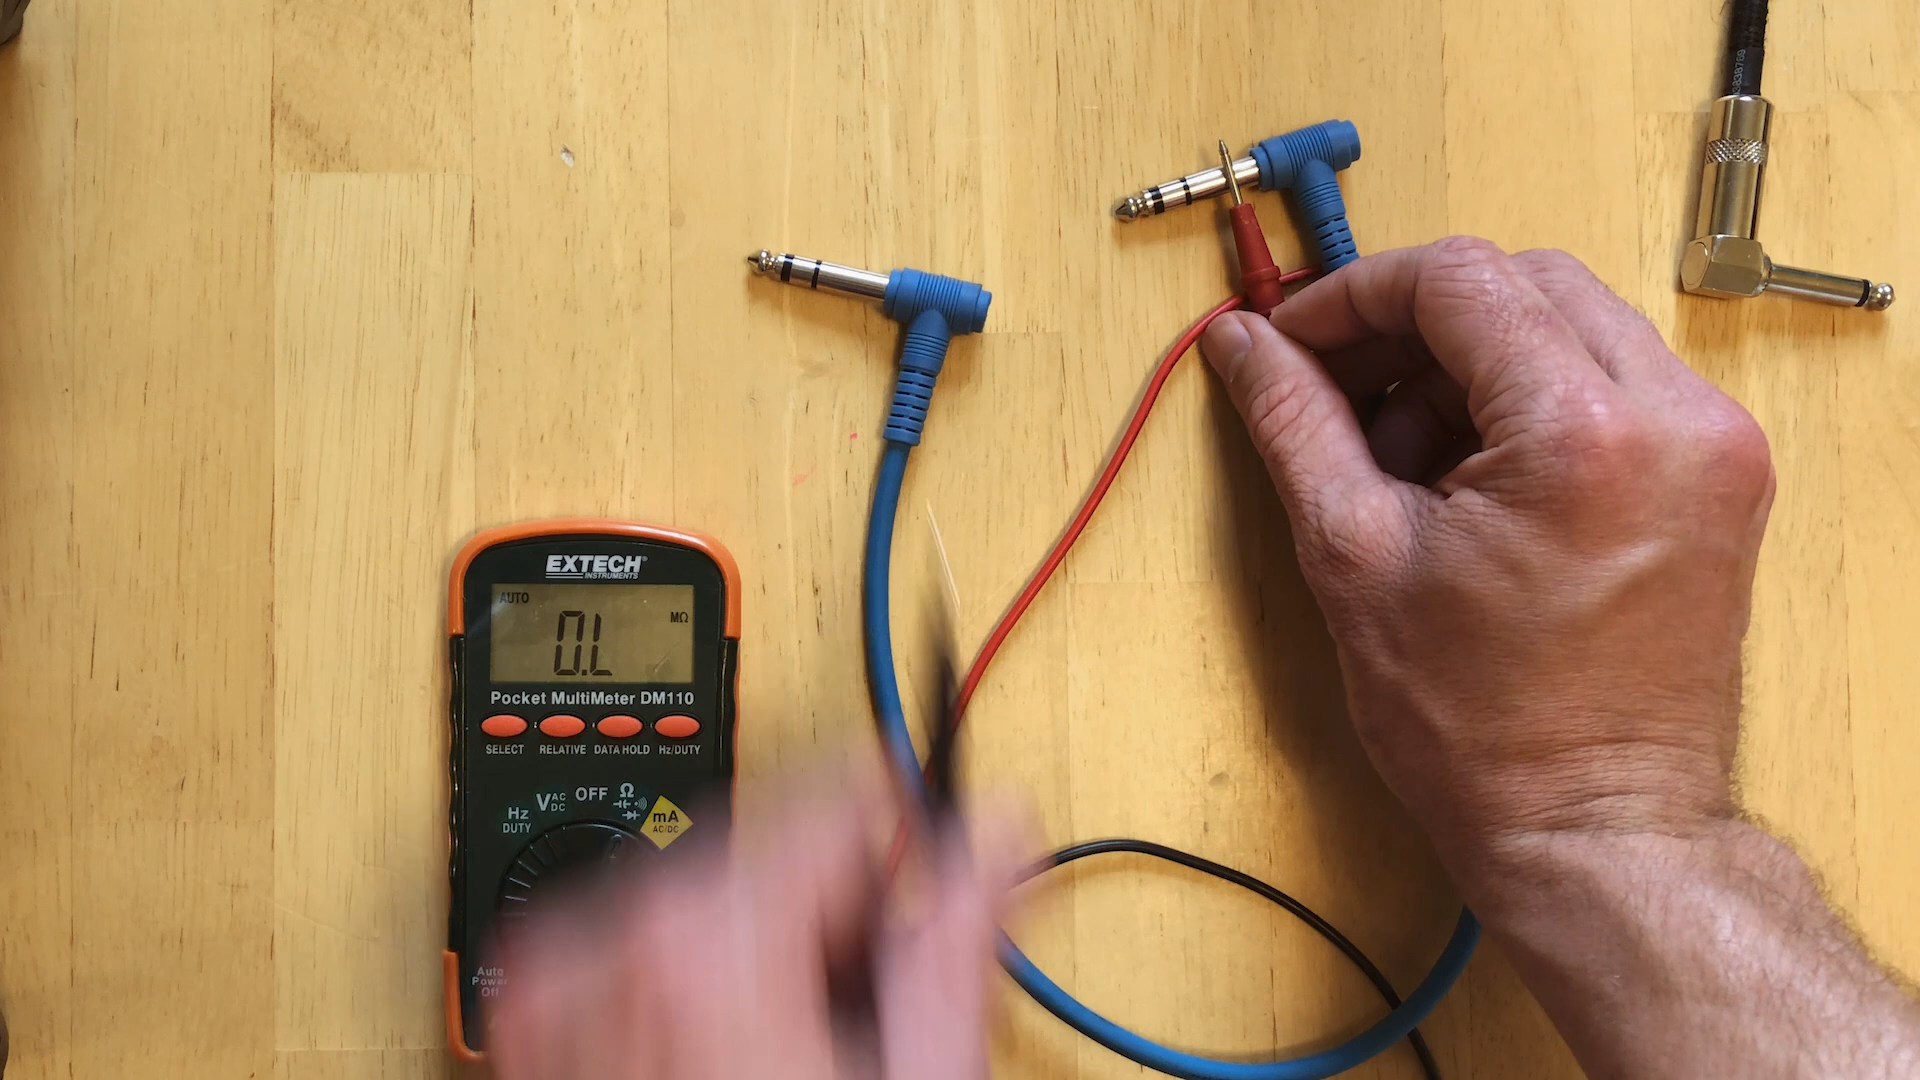 EXTECH®
INSTRUMENTS
AUTO
MΩ
0.L
Pocket MultiMeter DM110
SELECT RELATIVE DATA HOLD Hz/DUTY
Hz
DUTY
V AC
DC
OFF
Ω
mA
AC/DC
Auto
Power
Off